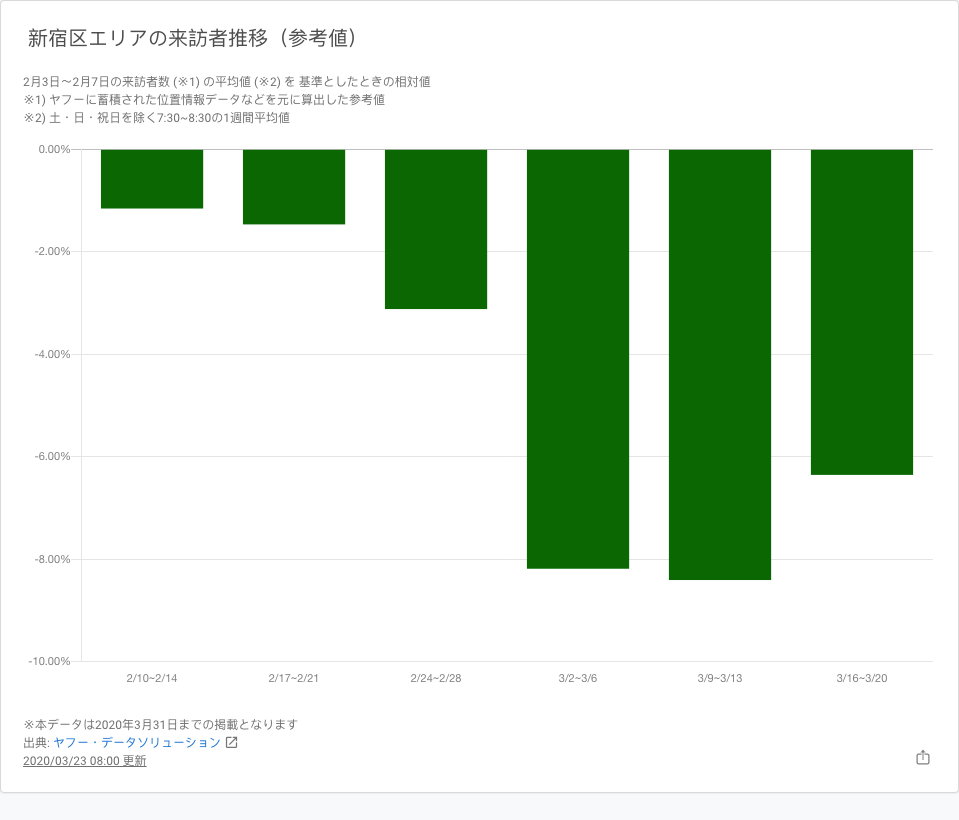 新宿区エリアの来訪者推移（参考値）
2月3日〜2月7日の来訪者数 (※1) の平均値 (※2) を 基準としたときの相対値
※1) ヤフーに蓄積された位置情報データなどを元に算出した参考値
※2) 土・日・祝日を除く7:30~8:30の1週間平均値
0.00%
-2.00%
-4.00%
-6.00%
-8.00%
-10.00%
2/10~2/14 2/17~2/21 2/24~2/28 3/2~3/6 3/9~3/13 3/16~3/20
※本データは2020年3月31日までの掲載となります
出典: ヤフー・データソリューション
2020/03/23 08:00 更新